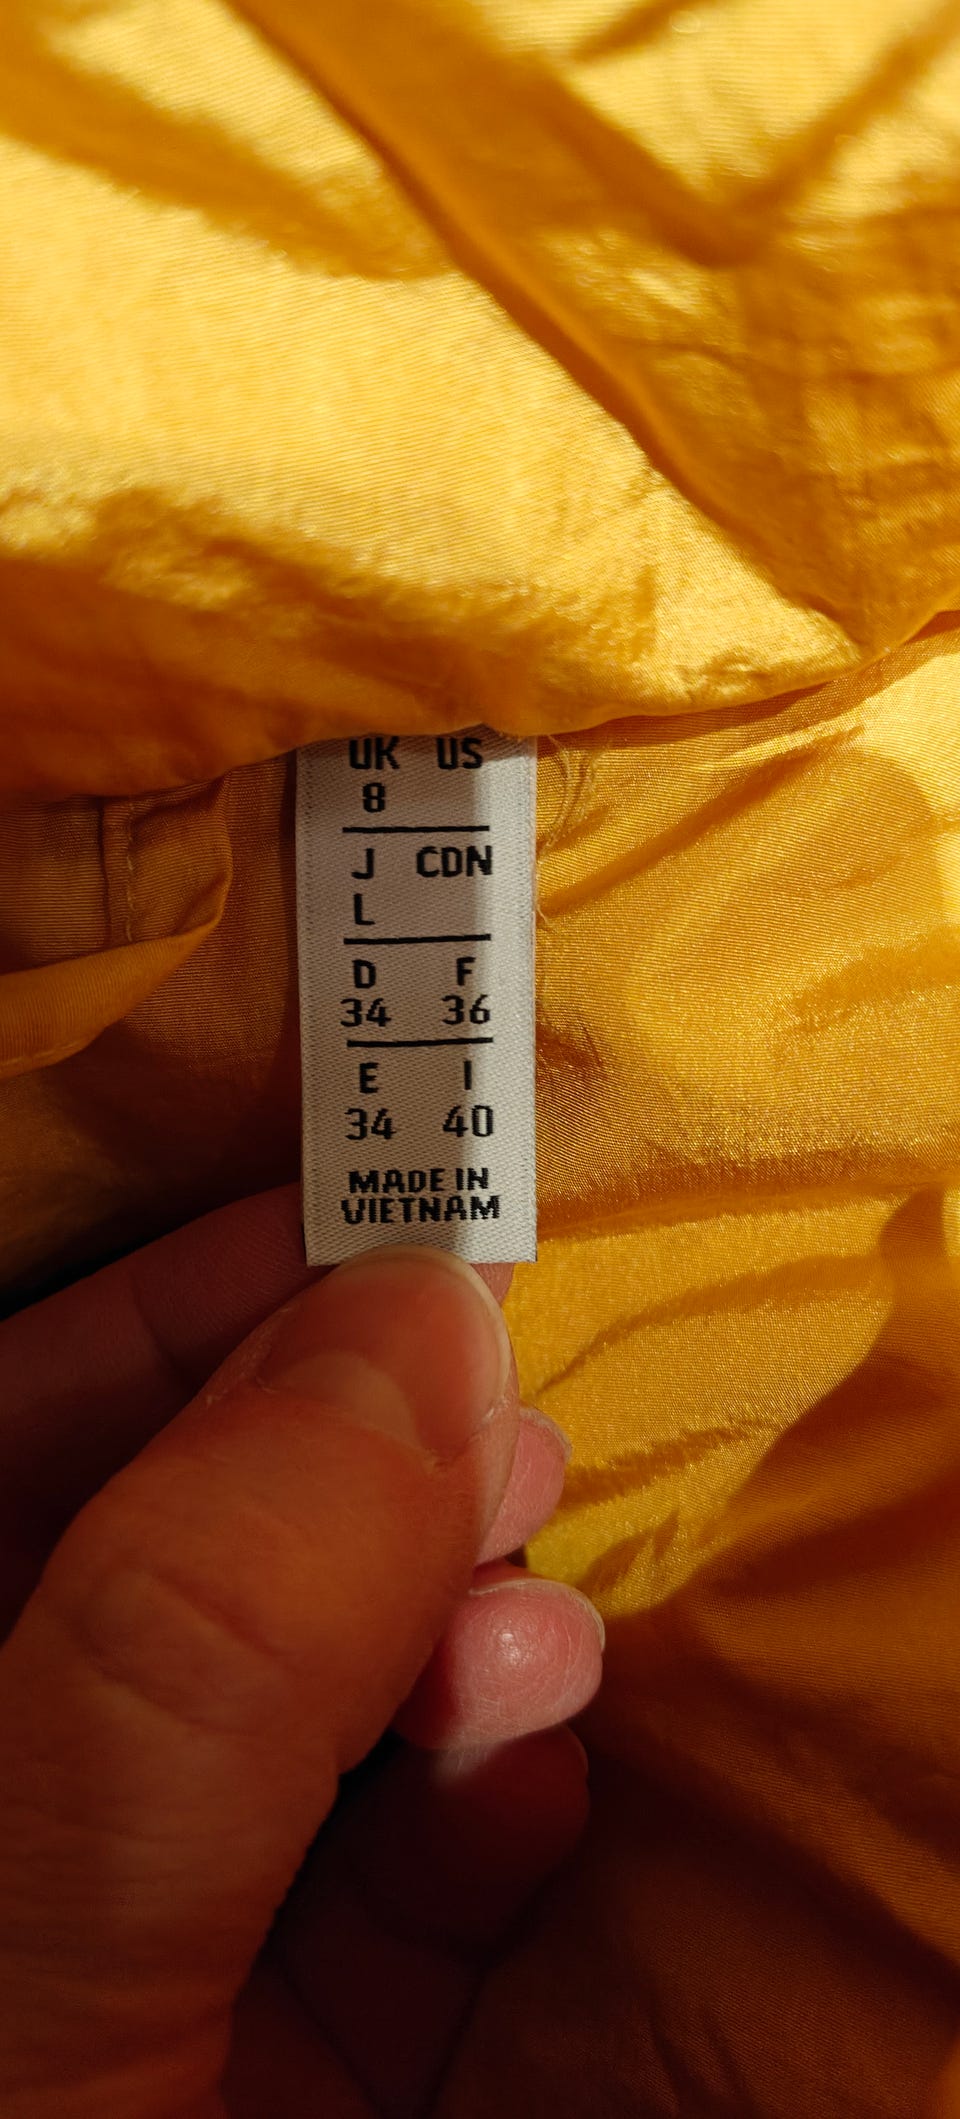 UK US
8
J CDN
L
D F
34 36
E I
34 40
MADE IN
VIETNAM